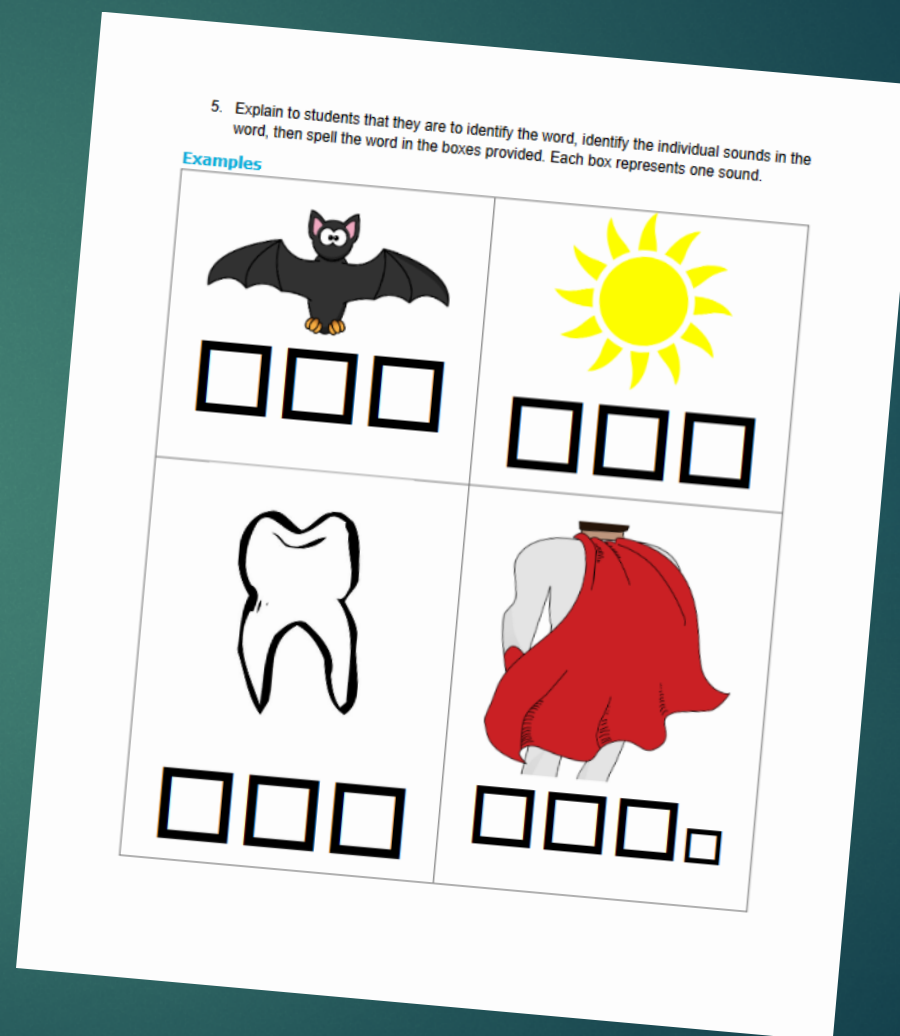 5. Explain to students that they are to identify the word, identify the individual sounds in the
word, then spell the word in the boxes provided. Each box represents one sound.
Examples